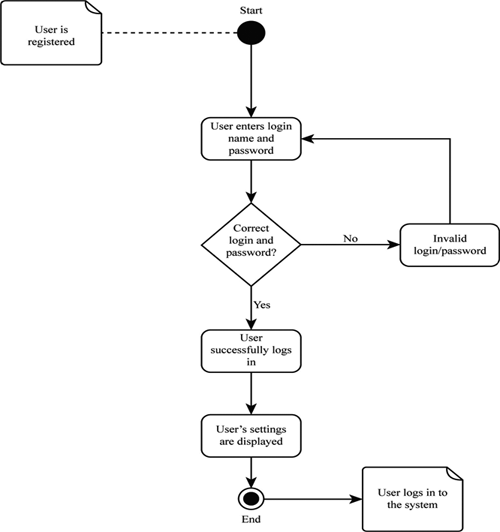 Start
User is
registered
User enters login
name and
password
Correct
login and
password?
No
Invalid
login/password
Yes
User
successfully logs
in
User's settings
are displayed
End
User logs in to
the system